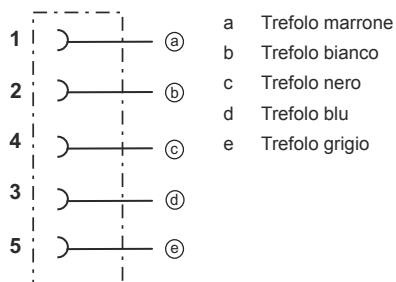 1 ⓐ
2 ⓑ
4 ⓒ
3 ⓓ
5 ⓔ
a Trefolo marrone
b Trefolo bianco
c Trefolo nero
d Trefolo blu
e Trefolo grigio